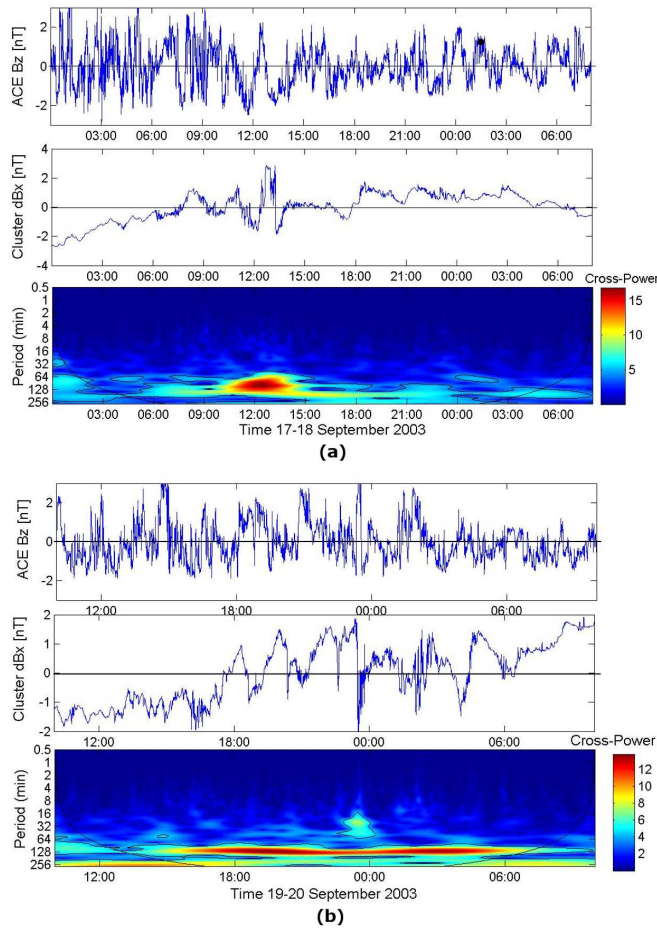 ACE Bz [nT]
2
0
-2
03:00 06:00 09:00 12:00 15:00 18:00 21:00 00:00 03:00 06:00
Cluster dBx [nT]
4
2
0
-2
-4
03:00 06:00 09:00 12:00 15:00 18:00 21:00 00:00 03:00 06:00
Cross-Power
Period (min)
0.5
1
2
4
8
16
32
64
128
256
15
10
5
03:00 06:00 09:00 12:00 15:00 18:00 21:00 00:00 03:00 06:00
Time 17-18 September 2003
(a)
ACE Bz [nT]
2
0
-2
12:00 18:00 00:00 06:00
Cluster dBx [nT]
2
1
0
-1
-2
12:00 18:00 00:00 06:00
Cross-Power
Period (min)
0.5
1
2
4
8
16
32
64
128
256
12
10
8
6
4
2
12:00 18:00 00:00 06:00
Time 19-20 September 2003
(b)